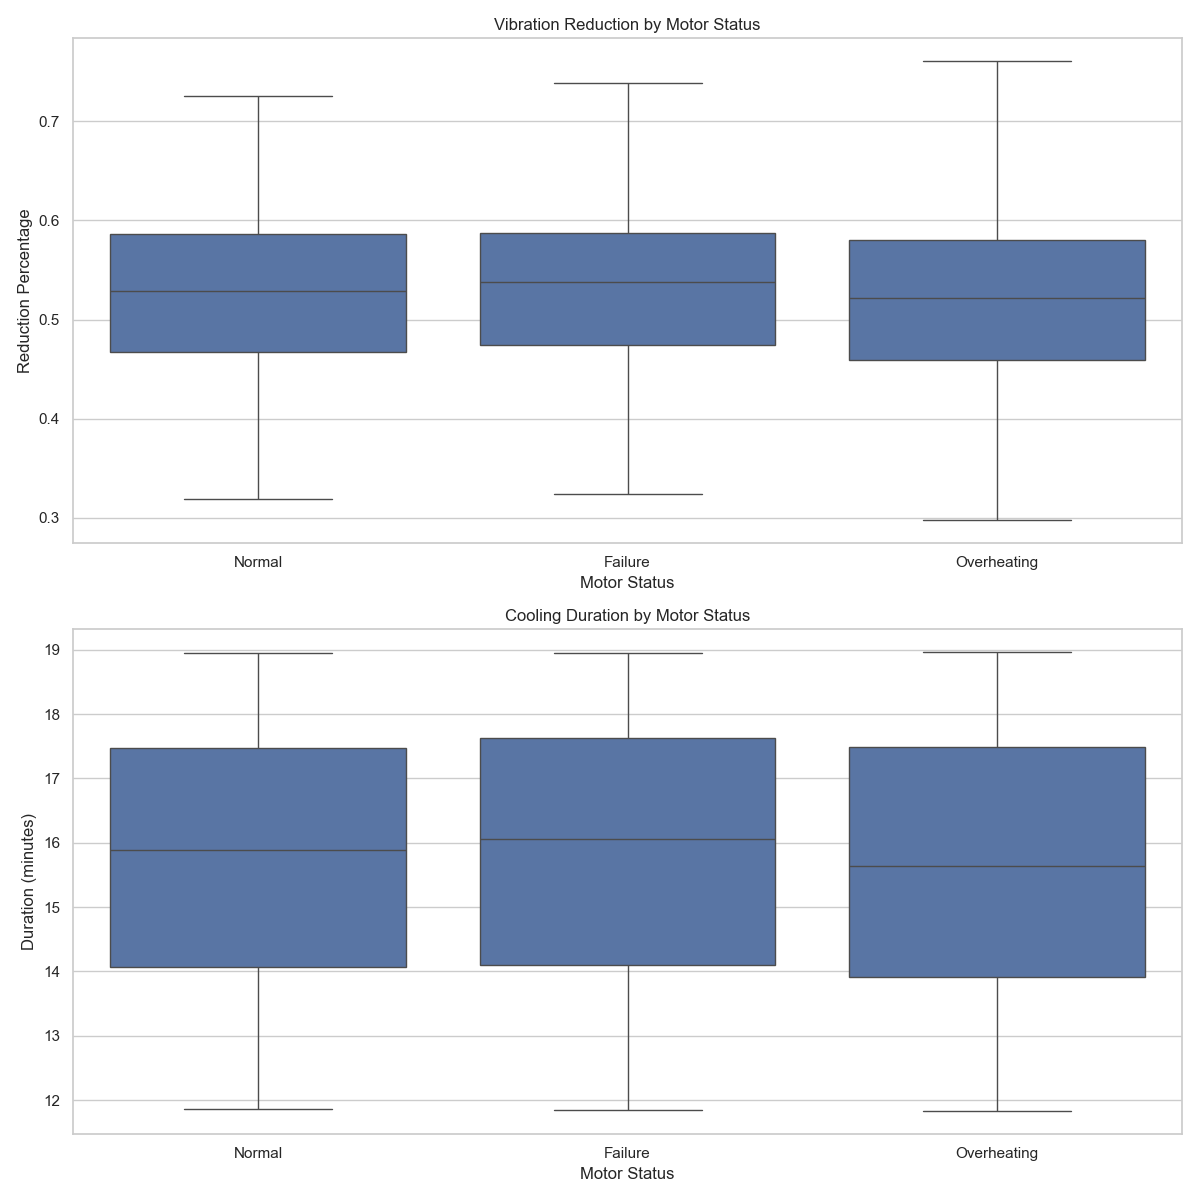 Vibration Reduction by Motor Status
Reduction Percentage
0.7
0.6
0.5
0.4
0.3
Normal Failure Overheating
Motor Status
Cooling Duration by Motor Status
Duration (minutes)
19
18
17
16
15
14
13
12
Normal Failure Overheating
Motor Status